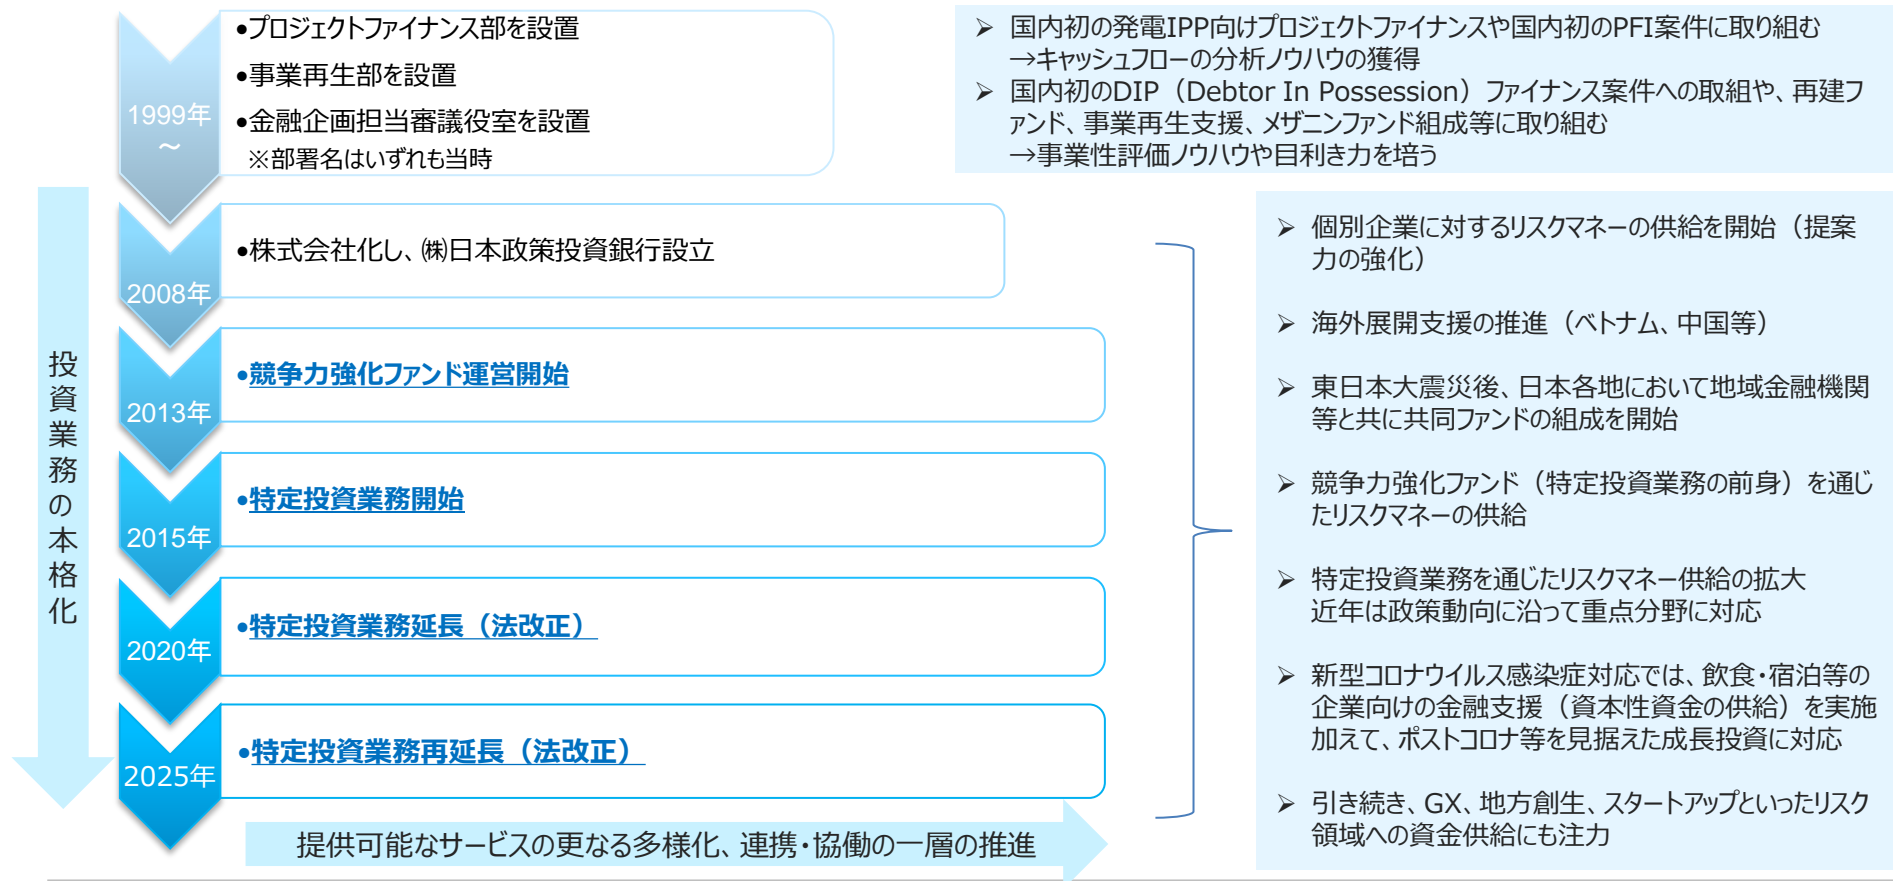 1999年
～
•プロジェクトファイナンス部を設置
•事業再生部を設置
•金融企画担当審議役室を設置
※部署名はいずれも当時
➢ 国内初の発電IPP向けプロジェクトファイナンスや国内初のPFI案件に取り組む
→キャッシュフローの分析ノウハウの獲得
➢ 国内初のDIP（Debtor In Possession）ファイナンス案件への取組や、再建フ
ァンド、事業再生支援、メザニンファンド組成等に取り組む
→事業性評価ノウハウや目利き力を培う
投資業務の本格化
2008年
•株式会社化し、㈱日本政策投資銀行設立
2013年
•競争力強化ファンド運営開始
2015年
•特定投資業務開始
2020年
•特定投資業務延長（法改正）
2025年
•特定投資業務再延長（法改正）
提供可能なサービスの更なる多様化、連携・協働の一層の推進
➢ 個別企業に対するリスクマネーの供給を開始（提案
力の強化）
➢ 海外展開支援の推進（ベトナム、中国等）
➢ 東日本大震災後、日本各地において地域金融機関
等と共に共同ファンドの組成を開始
➢ 競争力強化ファンド（特定投資業務の前身）を通じ
たリスクマネーの供給
➢ 特定投資業務を通じたリスクマネー供給の拡大
近年は政策動向に沿って重点分野に対応
➢ 新型コロナウイルス感染症対応では、飲食・宿泊等の
企業向けの金融支援（資本性資金の供給）を実施
加えて、ポストコロナ等を見据えた成長投資に対応
➢ 引き続き、GX、地方創生、スタートアップといったリスク
領域への資金供給にも注力